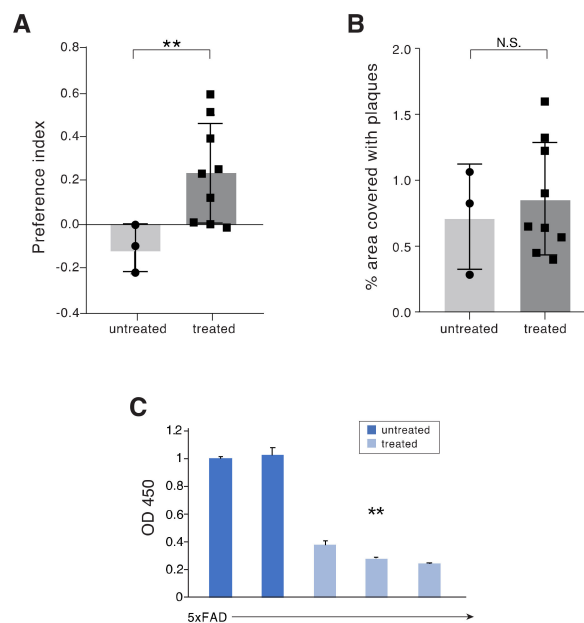 A
0.8
0.6
0.4
0.2
0.0
-0.2
-0.4
Preference index
**
untreated
treated
B
2.0
1.5
1.0
0.5
0.0
% area covered with plaques
N.S.
untreated
treated
C
1.2
1
0.8
0.6
0.4
0.2
0
OD 450
untreated
treated
**
5xFAD